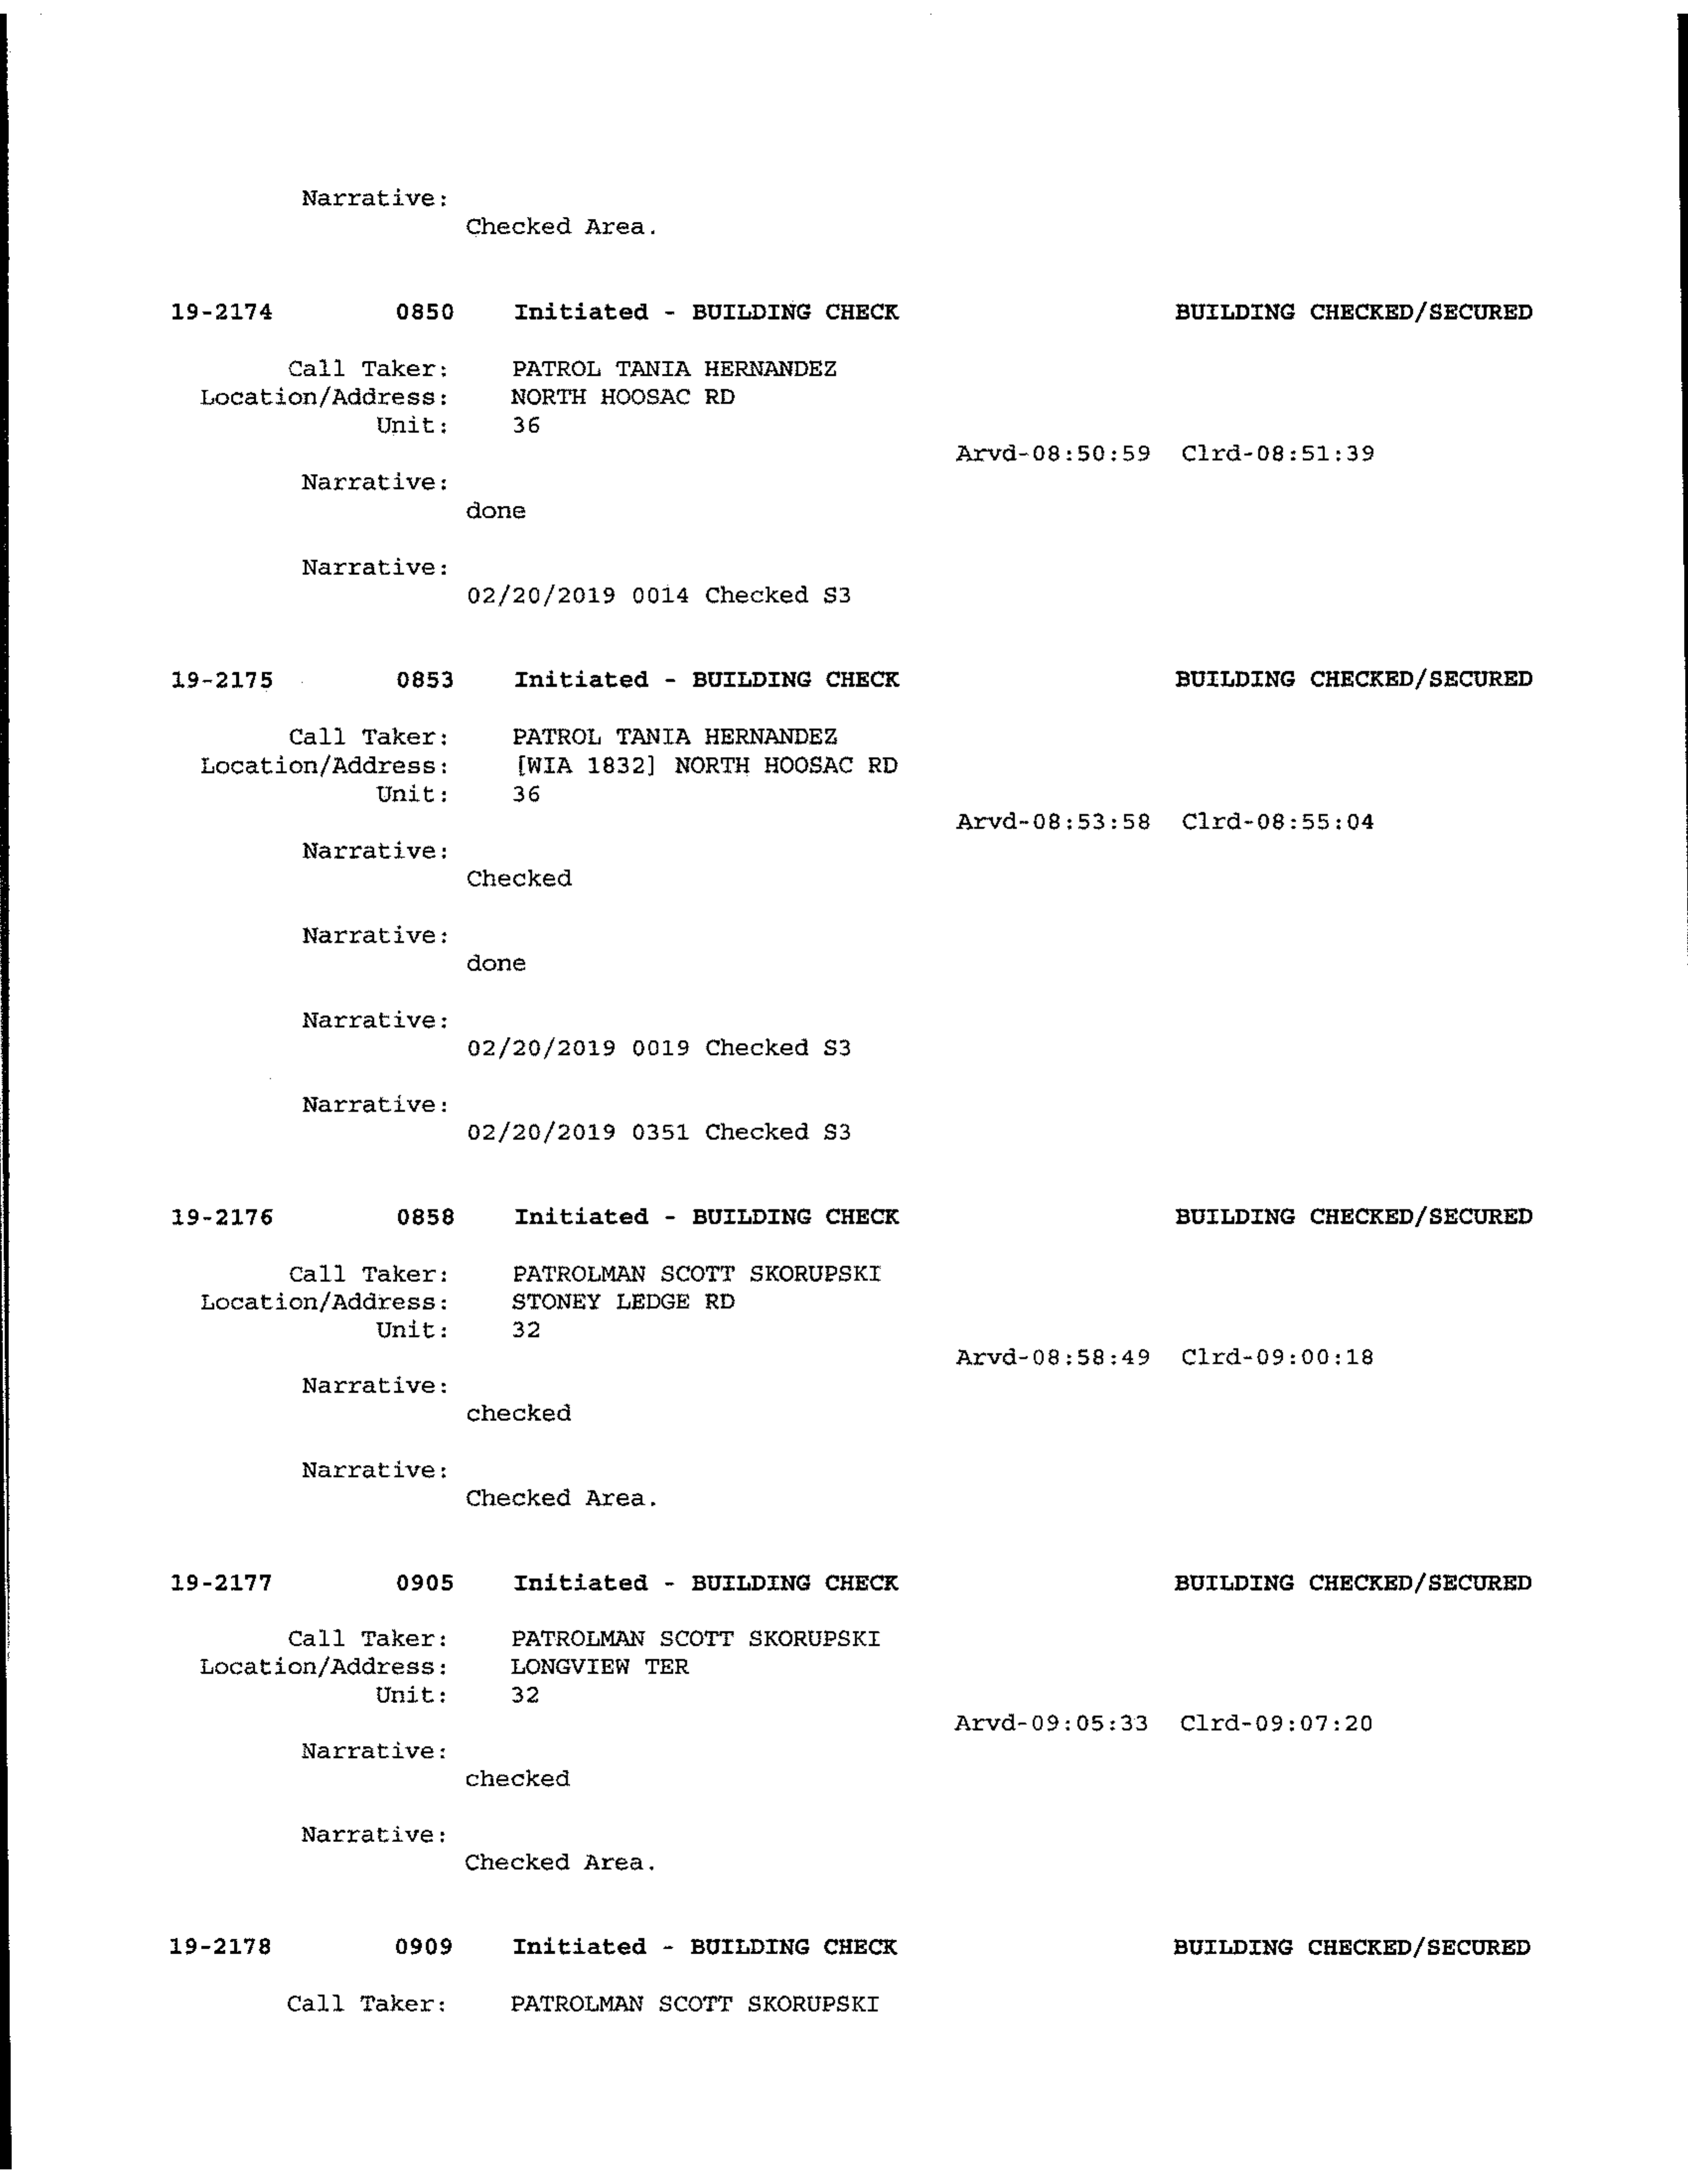 Narrative:
Checked Area.
19-2174 0850 Initiated - BUILDING CHECK BUILDING CHECKED/SECURED
Call Taker: PATROL TANIA HERNANDEZ
Location/Address: NORTH HOOSAC RD
Unit: 36
Arvd-08:50:59 Clrd-08:51:39
Narrative:
done
Narrative:
02/20/2019 0014 Checked S3
19-2175 0853 Initiated - BUILDING CHECK BUILDING CHECKED/SECURED
Call Taker: PATROL TANIA HERNANDEZ
Location/Address: [WIA 1832] NORTH HOOSAC RD
Unit: 36
Arvd-08:53:58 Clrd-08:55:04
Narrative:
Checked
Narrative:
done
Narrative:
02/20/2019 0019 Checked S3
Narrative:
02/20/2019 0351 Checked S3
19-2176 0858 Initiated - BUILDING CHECK BUILDING CHECKED/SECURED
Call Taker: PATROLMAN SCOTT SKORUPSKI
Location/Address: STONEY LEDGE RD
Unit: 32
Arvd-08:58:49 Clrd-09:00:18
Narrative:
checked
Narrative:
Checked Area.
19-2177 0905 Initiated - BUILDING CHECK BUILDING CHECKED/SECURED
Call Taker: PATROLMAN SCOTT SKORUPSKI
Location/Address: LONGVIEW TER
Unit: 32
Arvd-09:05:33 Clrd-09:07:20
Narrative:
checked
Narrative:
Checked Area.
19-2178 0909 Initiated - BUILDING CHECK BUILDING CHECKED/SECURED
Call Taker: PATROLMAN SCOTT SKORUPSKI